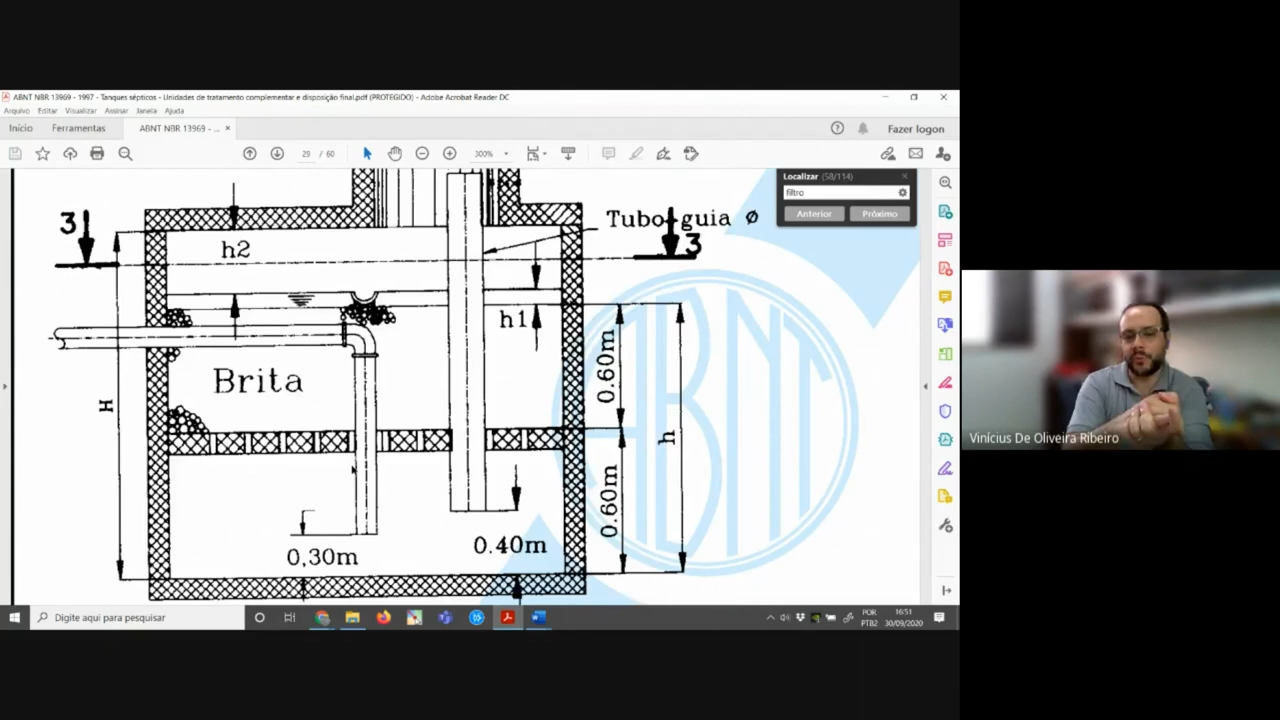 ABNT NBR 13969 - 1997 - Tanques sépticos - Unidades de tratamento complementar e disposição final.pdf (PROTEGIDO) - Adobe Acrobat Reader DC
Arquivo Editar Visualizar Assinar Janela Ajuda
Início Ferramentas ABNT NBR 13969 - ... × Fazer logon
29 / 60 300%
Localizar (58/114)
filtro
Anterior Próximo
3
Tubo-guia ø
3
h2
h1
0.60m
Brita
H
h
0.60m
0,30m
0.40m
ABNT
Vinícius De Oliveira Ribeiro
Digite aqui para pesquisar
POR
PTB2
16:51
30/09/2020